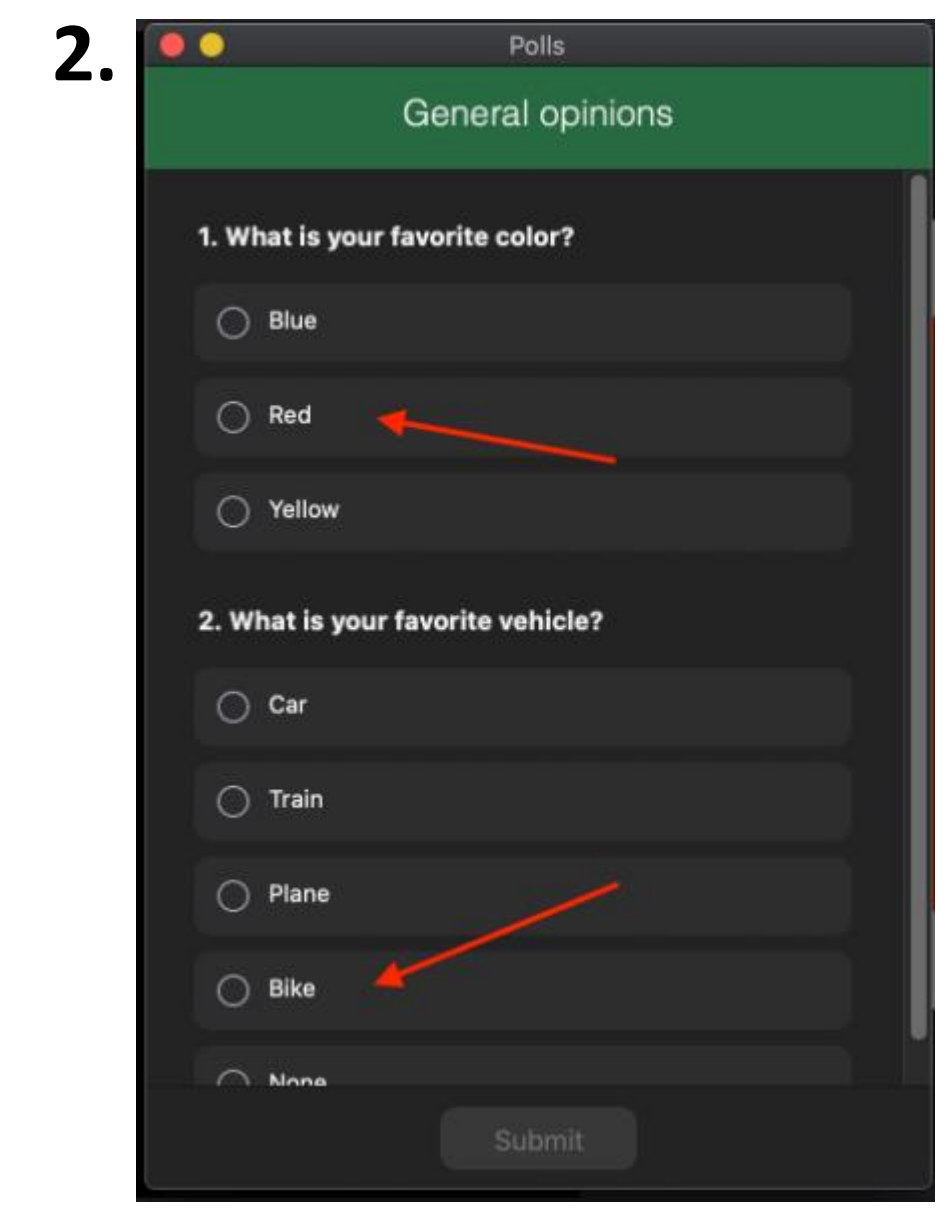 2.
Polls
General opinions
1. What is your favorite color?
Blue
Red
Yellow
2. What is your favorite vehicle?
Car
Train
Plane
Bike
None
Submit